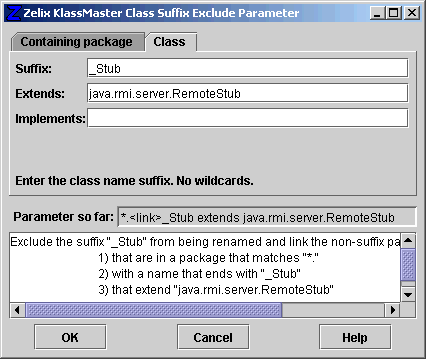 Zelix KlassMaster Class Suffix Exclude Parameter
Containing package Class
Suffix: _Stub
Extends: java.rmi.server.RemoteStub
Implements:
Enter the class name suffix. No wildcards.
Parameter so far: *.<link>_Stub extends java.rmi.server.RemoteStub
Exclude the suffix "_Stub" from being renamed and link the non-suffix pa
1) that are in a package that matches "*."
2) with a name that ends with "_Stub"
3) that extend "java.rmi.server.RemoteStub"
OK Cancel Help